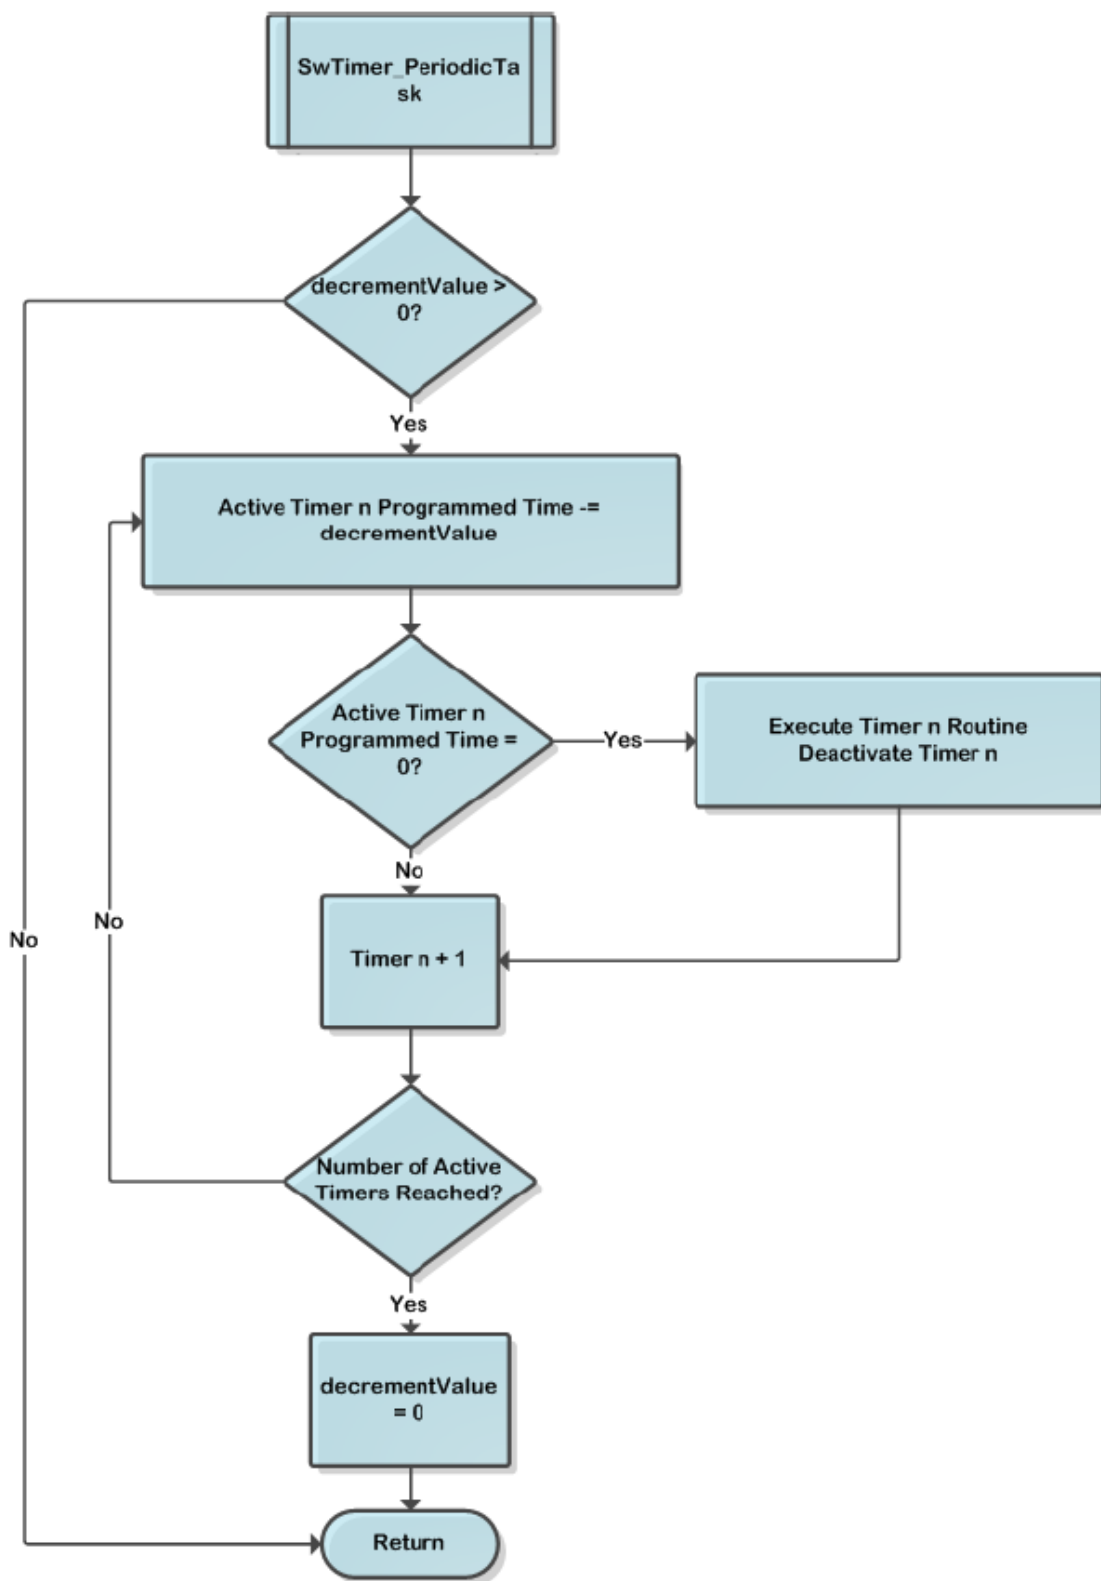 SwTimer_PeriodicTa
sk
decrementValue >
0?
Yes
Active Timer n Programmed Time -=
decrementValue
Active Timer n
Programmed Time =
0?
Yes
Execute Timer n Routine
Deactivate Timer n
No
Timer n + 1
No
No
Number of Active
Timers Reached?
Yes
decrementValue
= 0
Return